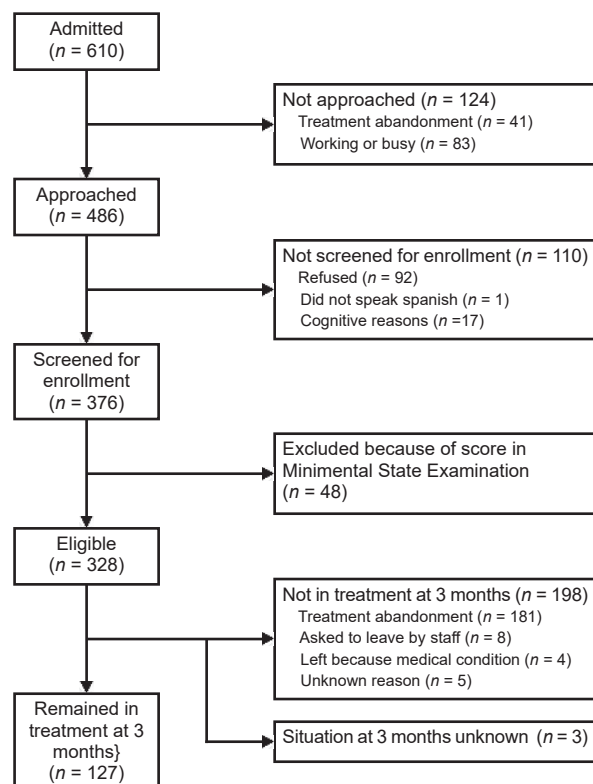 Admitted
(n = 610)
Not approached (n = 124)
Treatment abandonment (n = 41)
Working or busy (n = 83)
Approached
(n = 486)
Not screened for enrollment (n = 110)
Refused (n = 92)
Did not speak spanish (n = 1)
Cognitive reasons (n =17)
Screened for
enrollment
(n = 376)
Excluded because of score in
Minimental State Examination
(n = 48)
Eligible
(n = 328)
Not in treatment at 3 months (n = 198)
Treatment abandonment (n = 181)
Asked to leave by staff (n = 8)
Left because medical condition (n = 4)
Unknown reason (n = 5)
Remained in
treatment at 3
months}
(n = 127)
Situation at 3 months unknown (n = 3)